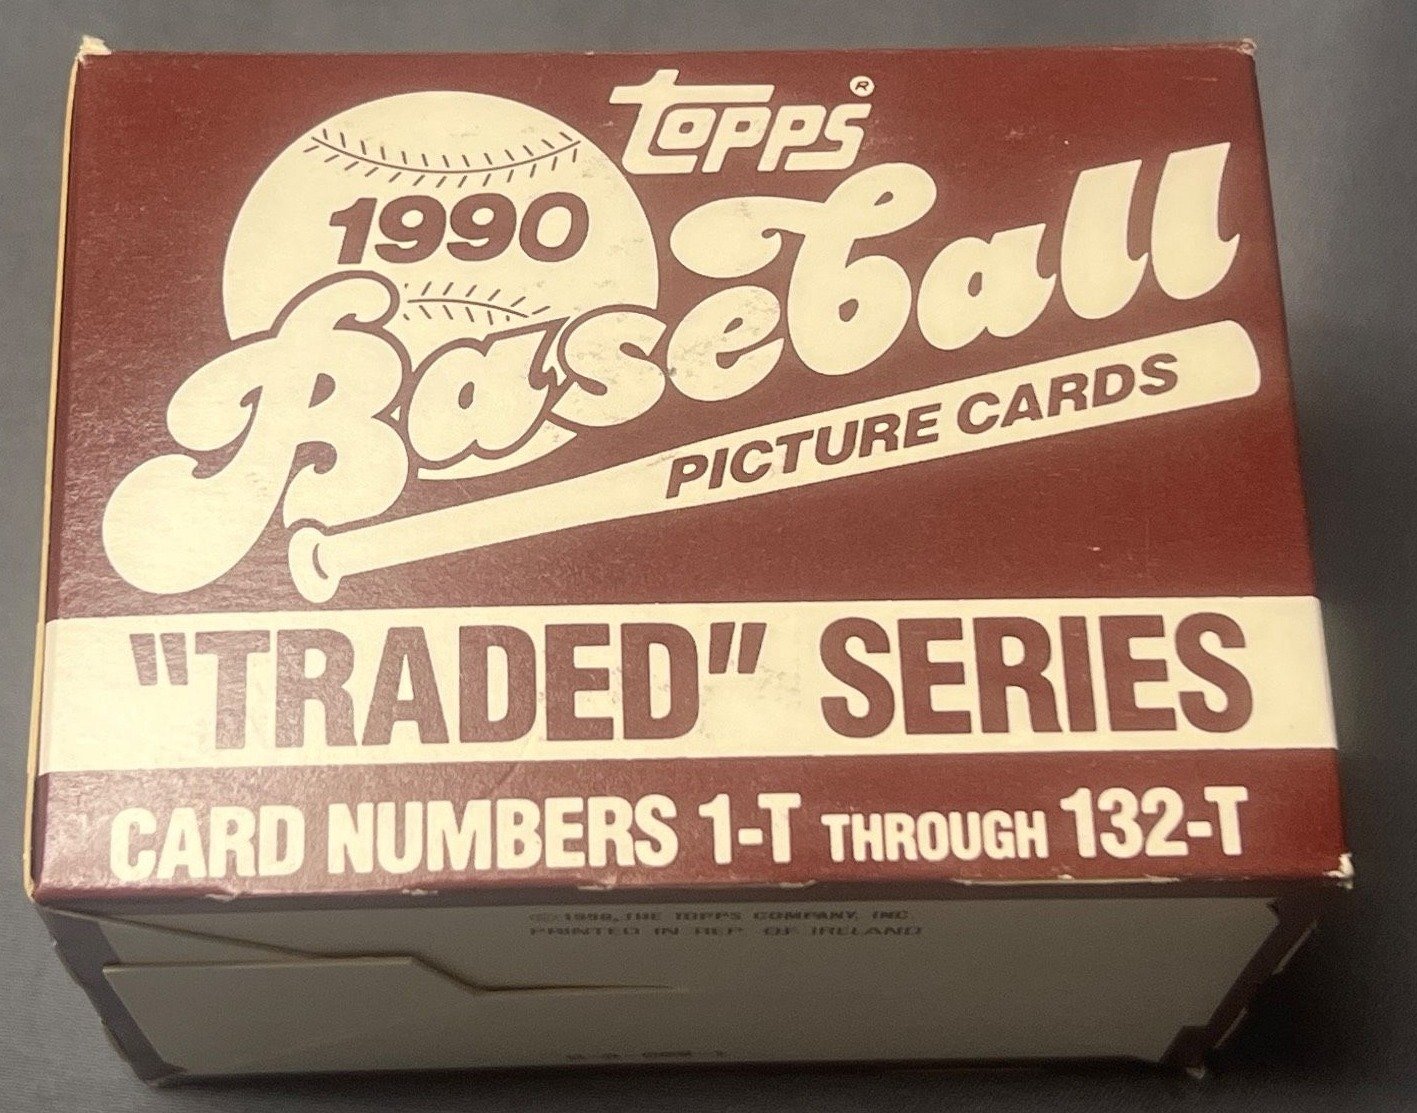 TOPPS®
1990
Baseball
PICTURE CARDS
"TRADED" SERIES
CARD NUMBERS 1-T THROUGH 132-T
© 1990, THE TOPPS COMPANY, INC.
PRINTED IN REP. OF IRELAND